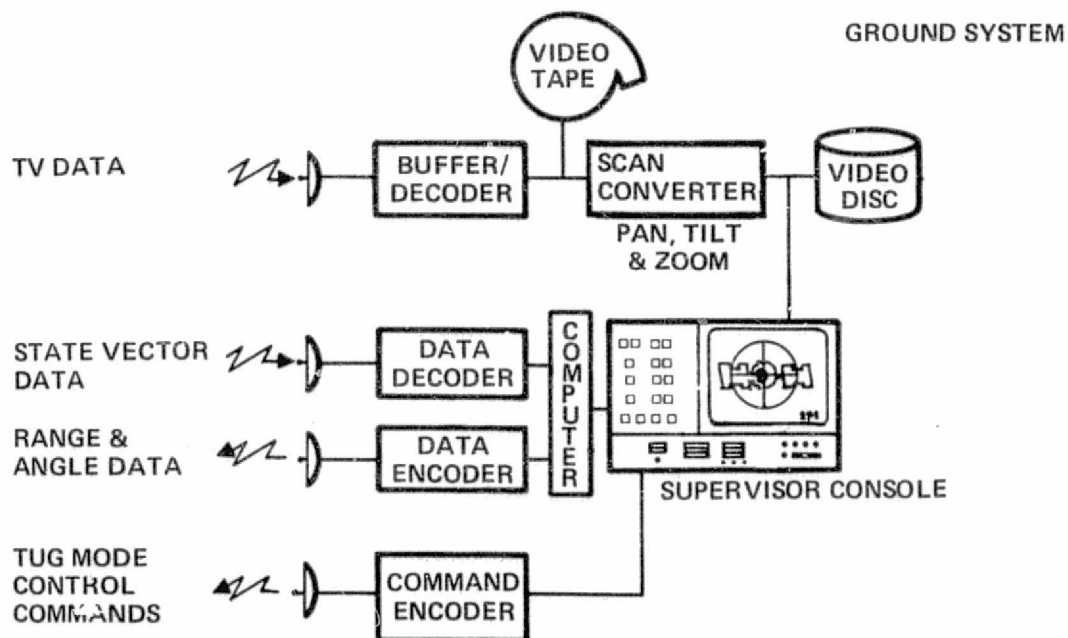 GROUND SYSTEM
VIDEO
TAPE
TV DATA
BUFFER/
DECODER
SCAN
CONVERTER
VIDEO
DISC
PAN, TILT
& ZOOM
STATE VECTOR
DATA
DATA
DECODER
COMPUTER
RANGE &
ANGLE DATA
DATA
ENCODER
SUPERVISOR CONSOLE
TUG MODE
CONTROL
COMMANDS
COMMAND
ENCODER